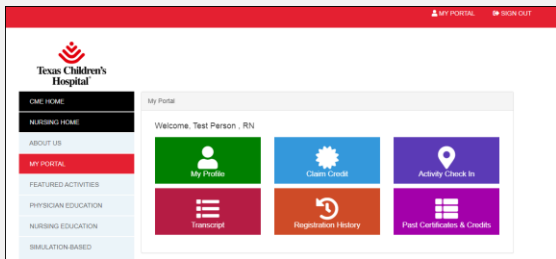 MY PORTAL SIGN OUT
Texas Children's
Hospital
CME HOME
NURSING HOME
ABOUT US
MY PORTAL
FEATURED ACTIVITIES
PHYSICIAN EDUCATION
NURSING EDUCATION
SIMULATION-BASED
My Portal
Welcome, Test Person , RN
My Profile
Claim Credit
Activity Check In
Transcript
Registration History
Past Certificates & Credits